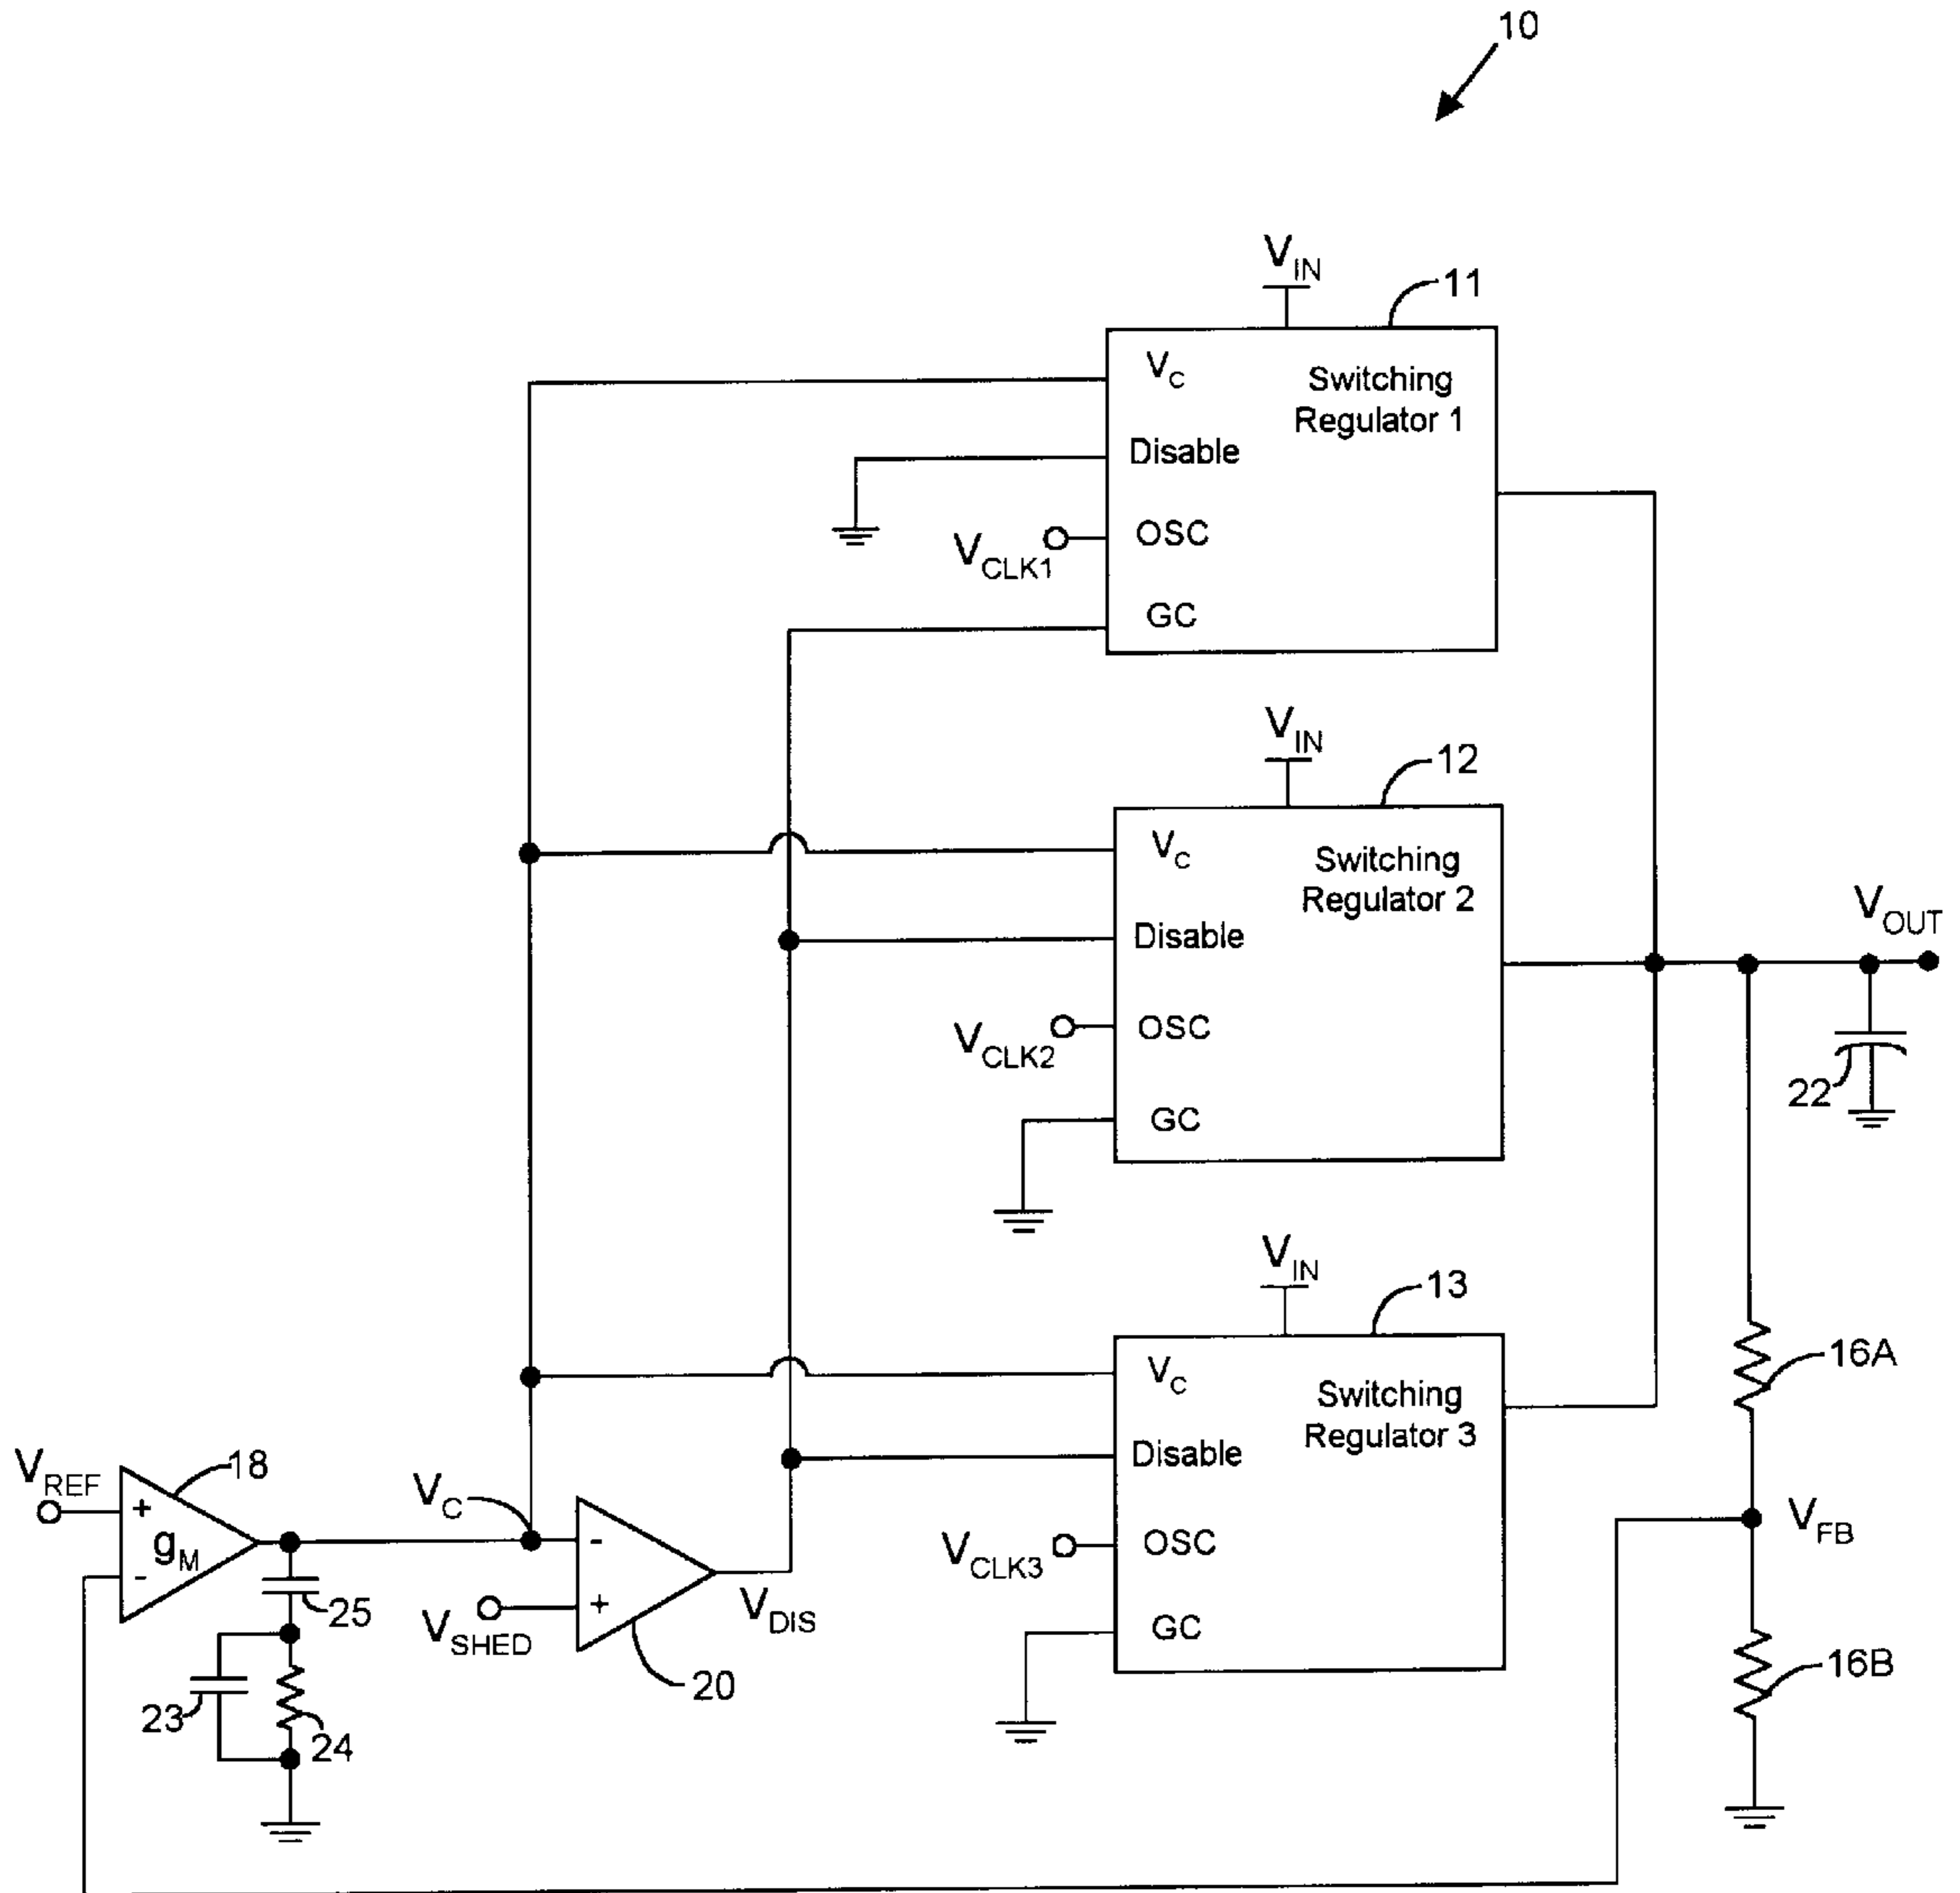 10
V_IN
11
V_C
Switching
Regulator 1
Disable
OSC
V_CLK1
GC
V_IN
12
V_C
Switching
Regulator 2
Disable
V_OUT
OSC
V_CLK2
22
GC
V_IN
13
V_C
Switching
Regulator 3
16A
Disable
V_REF
18
+
g_M
-
V_C
-
+
V_SHED
V_DIS
20
V_CLK3
OSC
V_FB
GC
25
23
24
16B